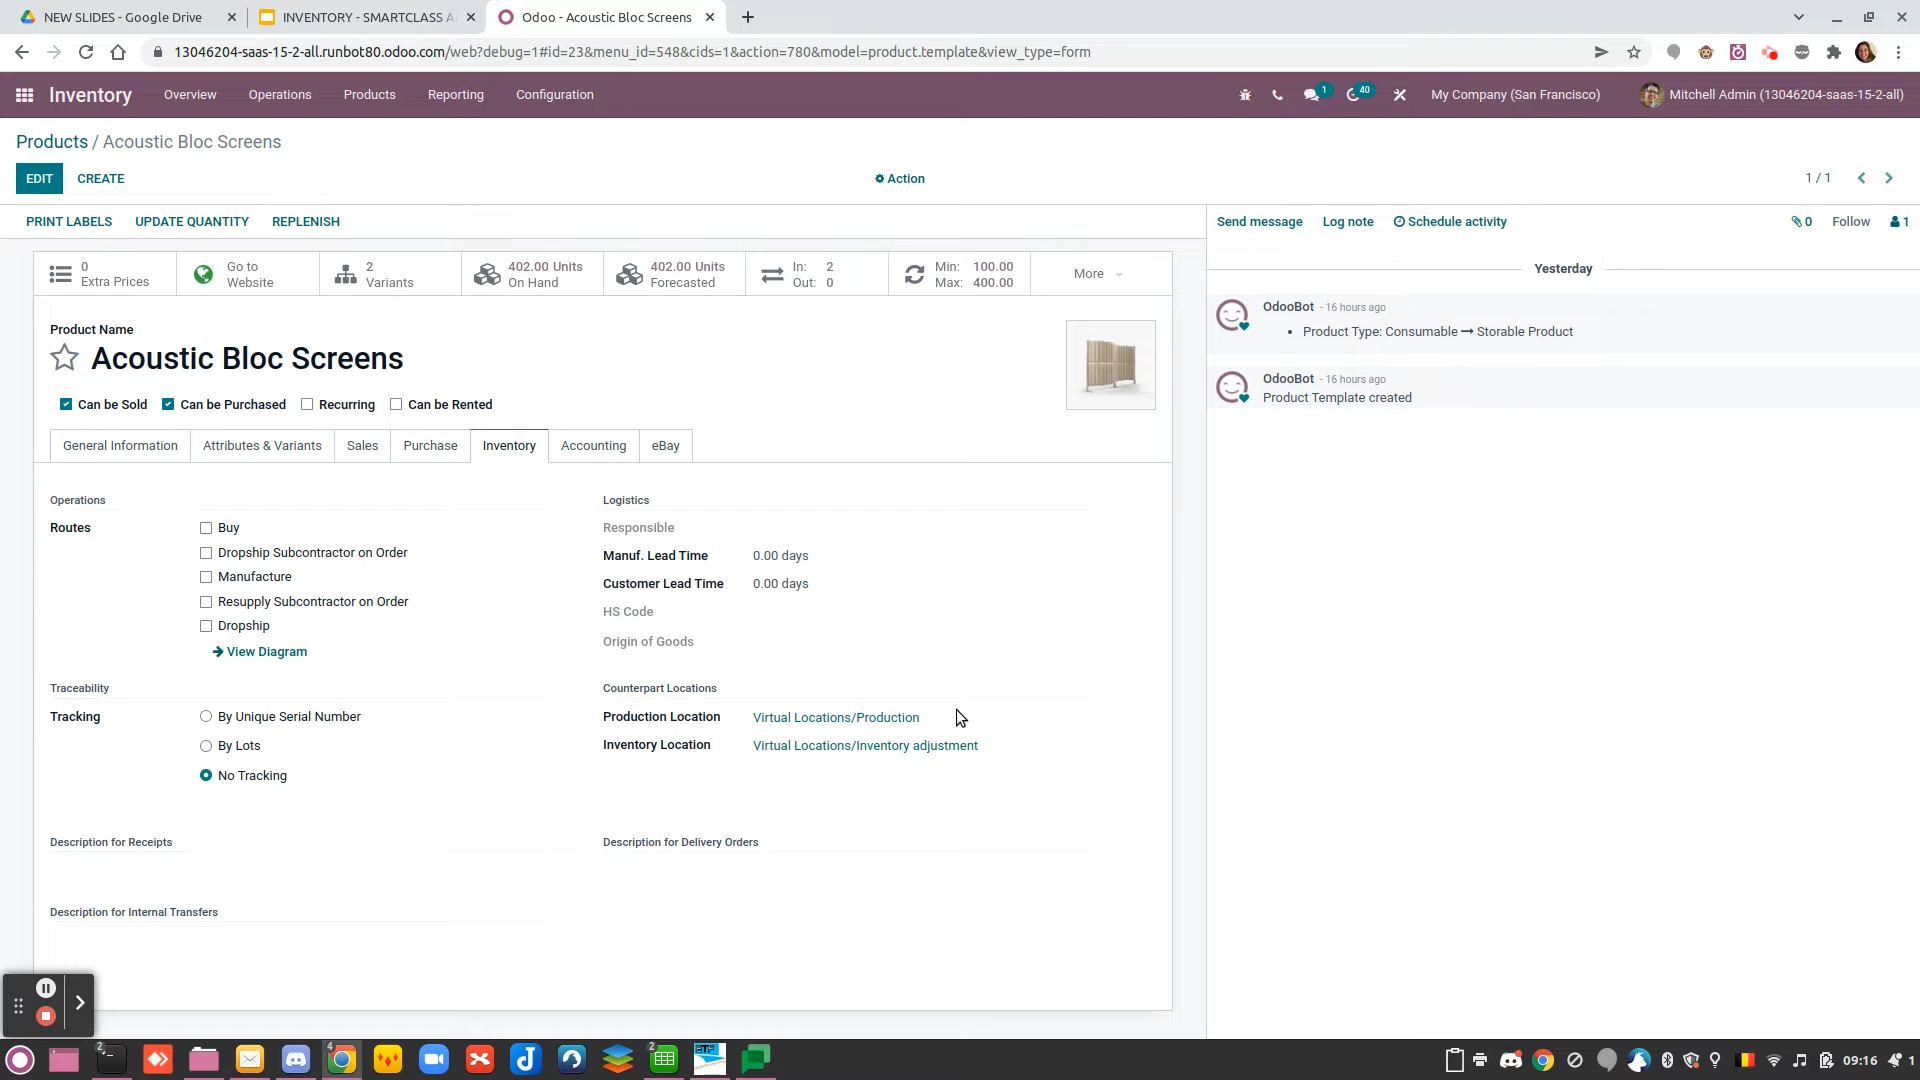 NEW SLIDES - Google Drive
INVENTORY - SMARTCLASS A
Odoo - Acoustic Bloc Screens
13046204-saas-15-2-all.runbot80.odoo.com/web?debug=1#id=23&menu_id=548&cids=1&action=780&model=product.template&view_type=form
Inventory Overview Operations Products Reporting Configuration 1 40 My Company (San Francisco) Mitchell Admin (13046204-saas-15-2-all)
Products / Acoustic Bloc Screens
EDIT CREATE Action 1 / 1
PRINT LABELS UPDATE QUANTITY REPLENISH Send message Log note Schedule activity 0 Follow 1
0
Extra Prices
Go to
Website
2
Variants
402.00 Units
On Hand
402.00 Units
Forecasted
In: 2
Out: 0
Min: 100.00
Max: 400.00
More
Yesterday
OdooBot - 16 hours ago
• Product Type: Consumable → Storable Product
OdooBot - 16 hours ago
Product Template created
Product Name
Acoustic Bloc Screens
Can be Sold Can be Purchased Recurring Can be Rented
General Information Attributes & Variants Sales Purchase Inventory Accounting eBay
Operations
Routes
Buy
Dropship Subcontractor on Order
Manufacture
Resupply Subcontractor on Order
Dropship
View Diagram
Logistics
Responsible
Manuf. Lead Time 0.00 days
Customer Lead Time 0.00 days
HS Code
Origin of Goods
Traceability
Tracking
By Unique Serial Number
By Lots
No Tracking
Counterpart Locations
Production Location Virtual Locations/Production
Inventory Location Virtual Locations/Inventory adjustment
Description for Receipts
Description for Delivery Orders
Description for Internal Transfers
2 4 2 09:16 1